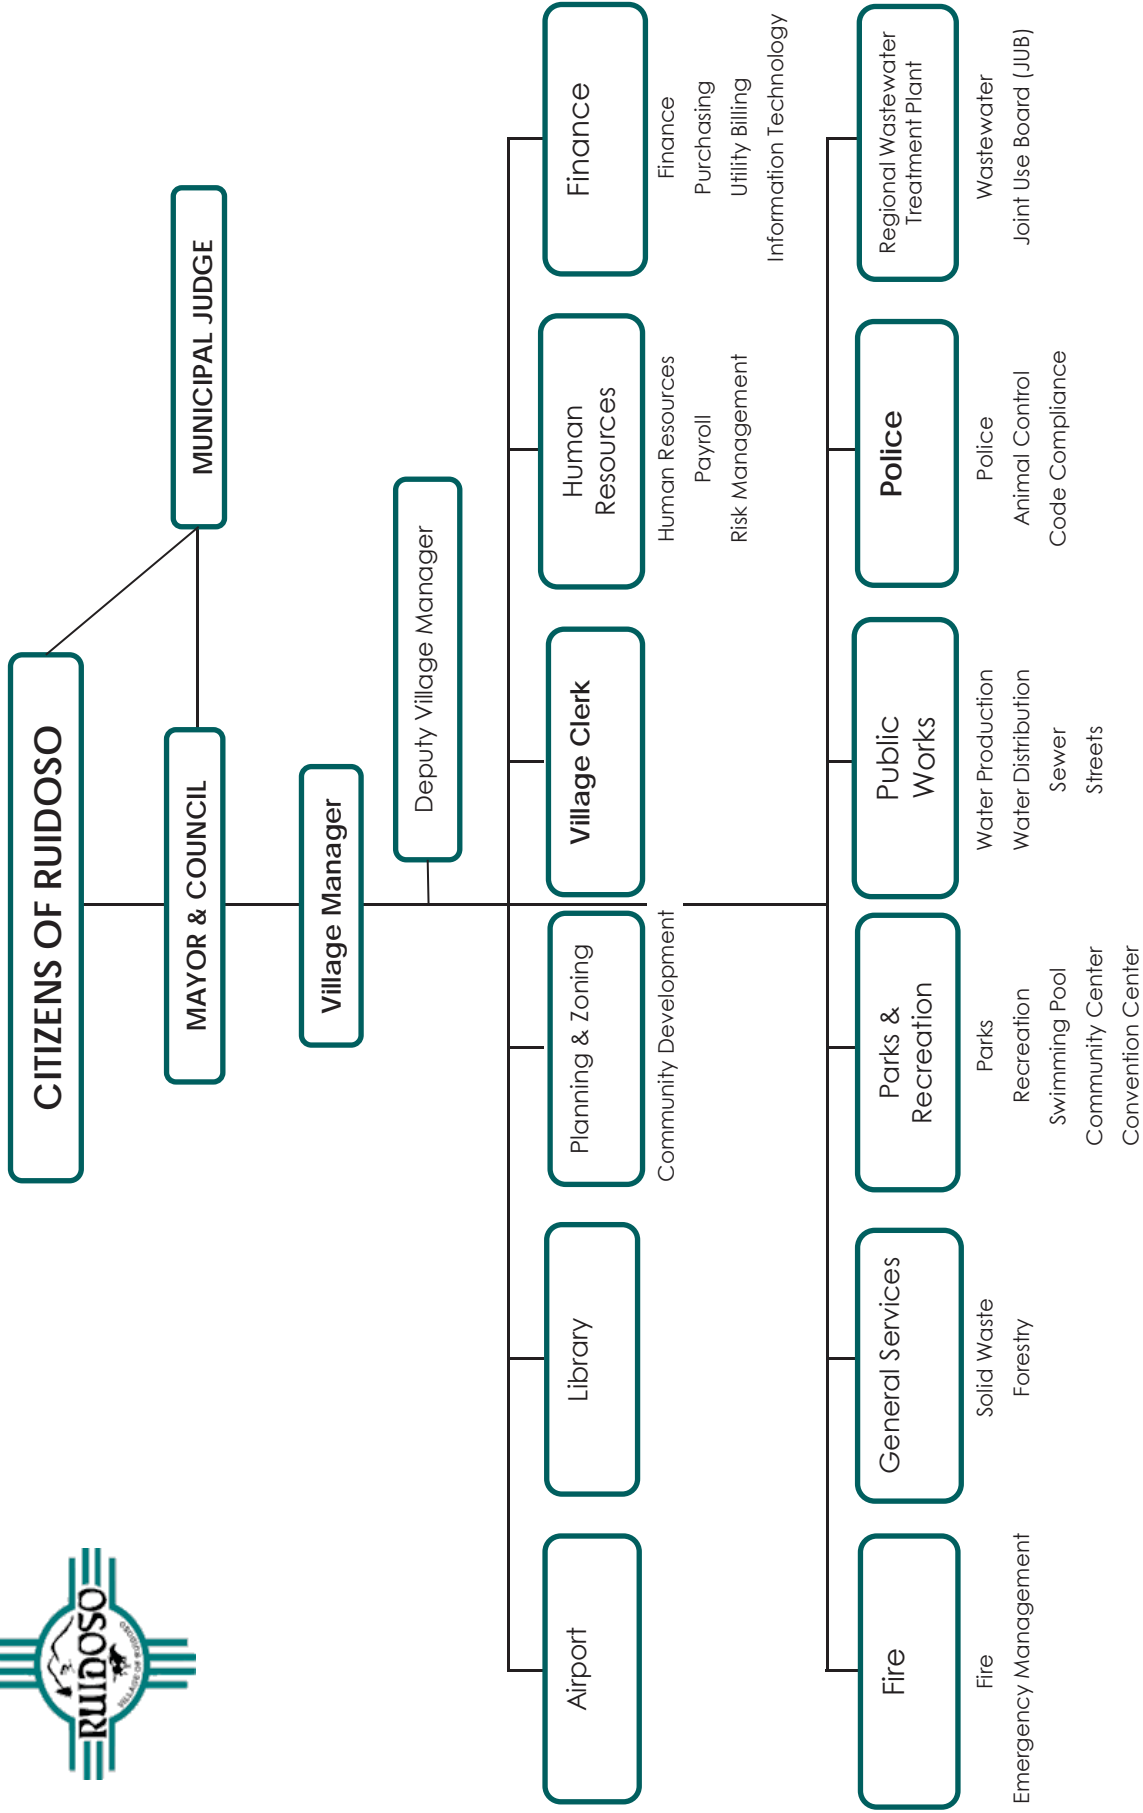 RUIDOSO
VILLAGE OF RUIDOSO
CITIZENS OF RUIDOSO
MUNICIPAL JUDGE
MAYOR & COUNCIL
Village Manager
Deputy Village Manager
Airport
Library
Planning & Zoning
Community Development
Village Clerk
Human
Resources
Human Resources
Payroll
Risk Management
Finance
Finance
Purchasing
Utility Billing
Information Technology
Fire
Fire
Emergency Management
General Services
Solid Waste
Forestry
Parks &
Recreation
Parks
Recreation
Swimming Pool
Community Center
Convention Center
Public
Works
Water Production
Water Distribution
Sewer
Streets
Police
Police
Animal Control
Code Compliance
Regional Wastewater
Treatment Plant
Wastewater
Joint Use Board (JUB)